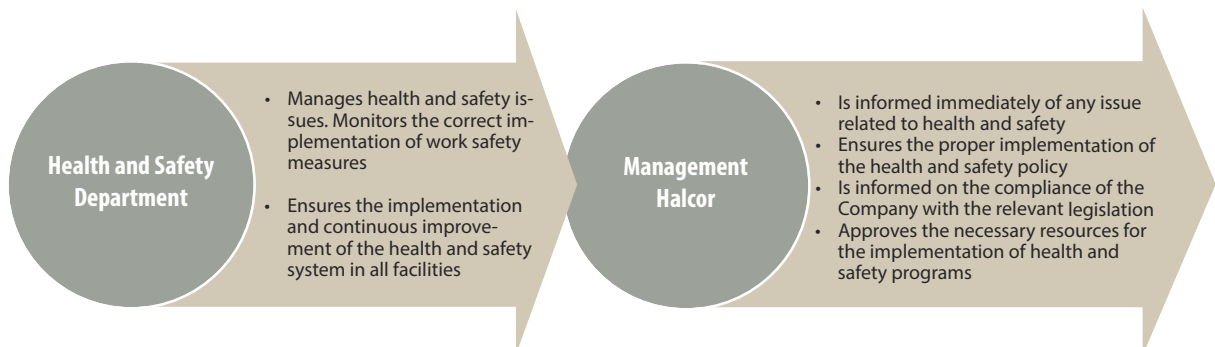 Health and Safety
Department
• Manages health and safety is-
sues. Monitors the correct im-
plementation of work safety
measures
• Ensures the implementation
and continuous improve-
ment of the health and safety
system in all facilities
Management
Halcor
• Is informed immediately of any issue
related to health and safety
• Ensures the proper implementation of
the health and safety policy
• Is informed on the compliance of the
Company with the relevant legislation
• Approves the necessary resources for
the implementation of health and
safety programs